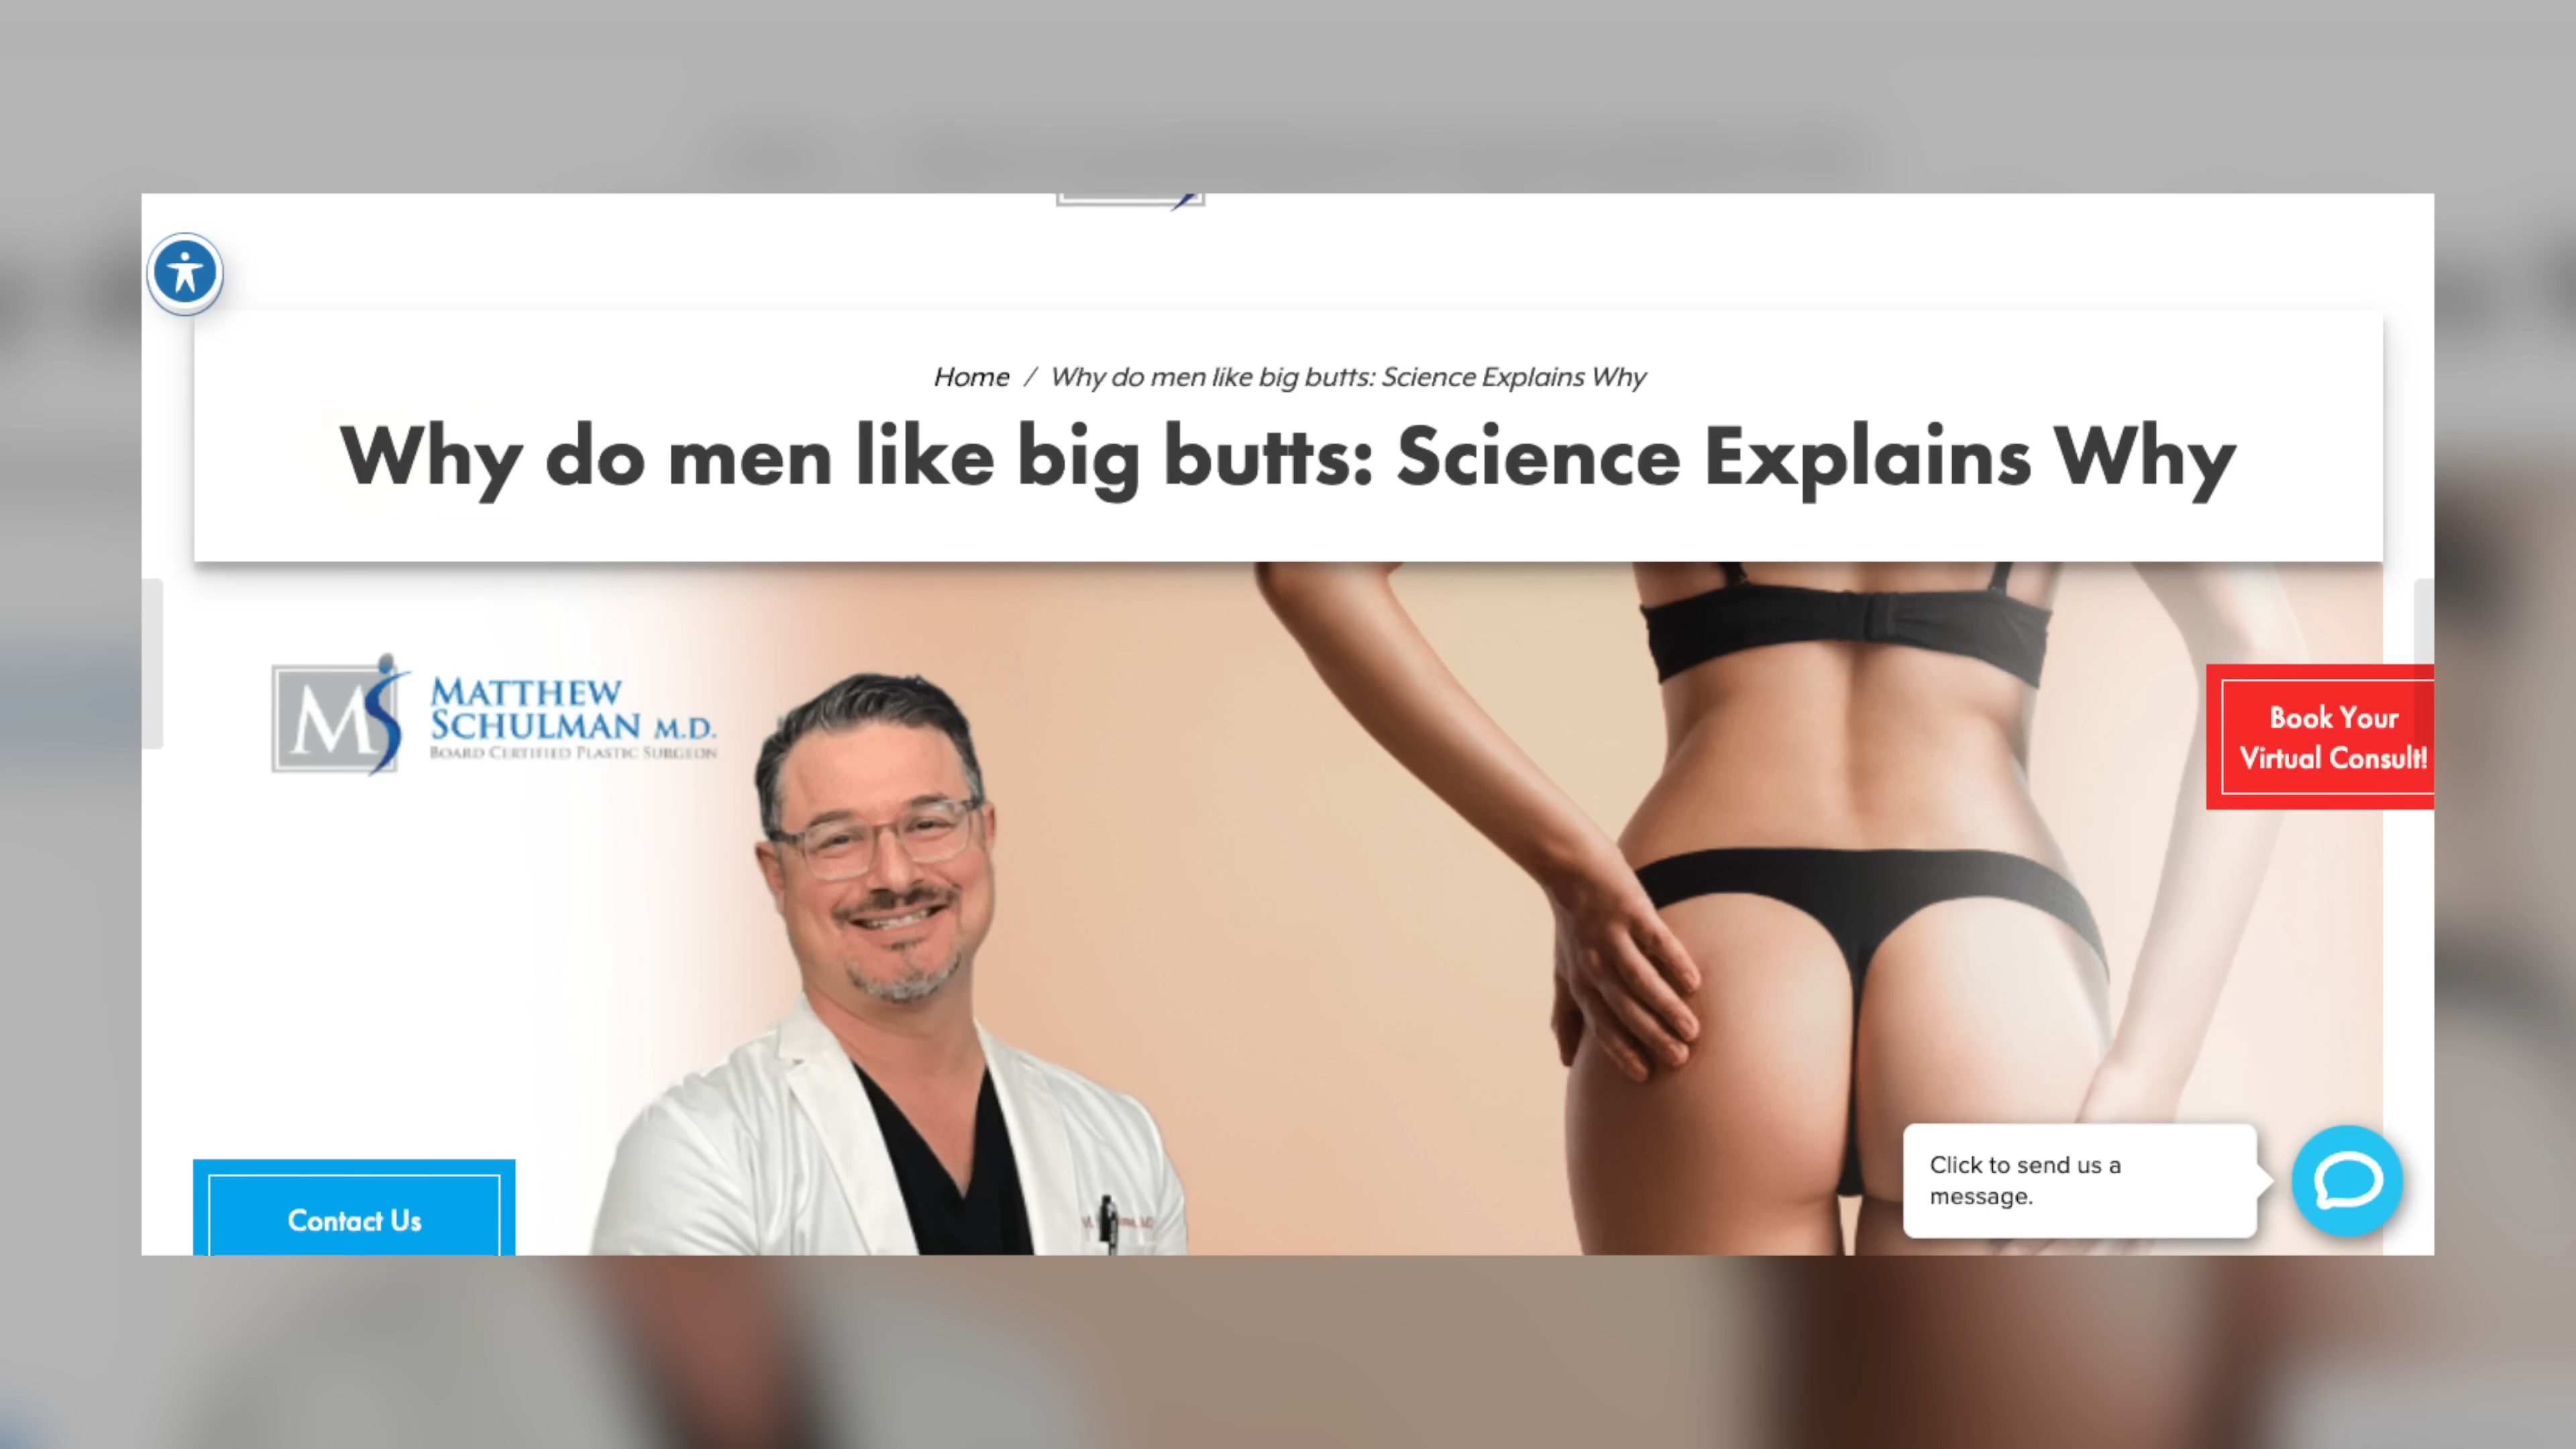 Home / Why do men like big butts: Science Explains Why
Why do men like big butts: Science Explains Why
MS
MATTHEW
SCHULMAN M.D.
BOARD CERTIFIED PLASTIC SURGEON
Book Your
Virtual Consult!
Click to send us a
message.
Contact Us